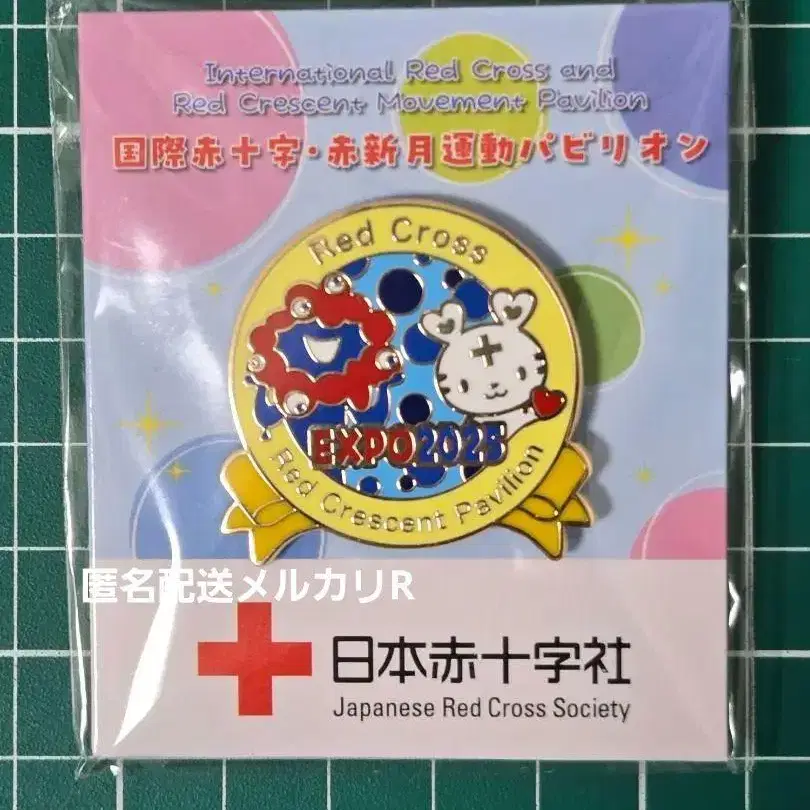 International Red Cross and
Red Crescent Movement Pavilion
国際赤十字・赤新月運動パビリオン
Red Cross
EXPO2025
Red Crescent Pavilion
匿名配送メルカリR
日本赤十字社
Japanese Red Cross Society